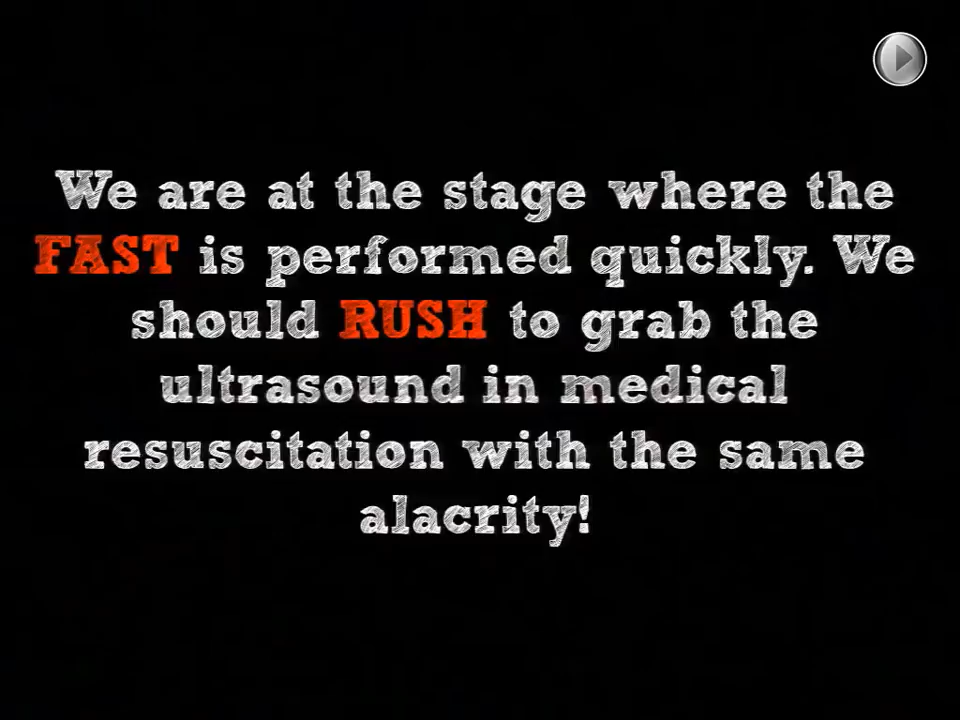 We are at the stage where the
FAST is performed quickly. We
should RUSH to grab the
ultrasound in medical
resuscitation with the same
alacrity!